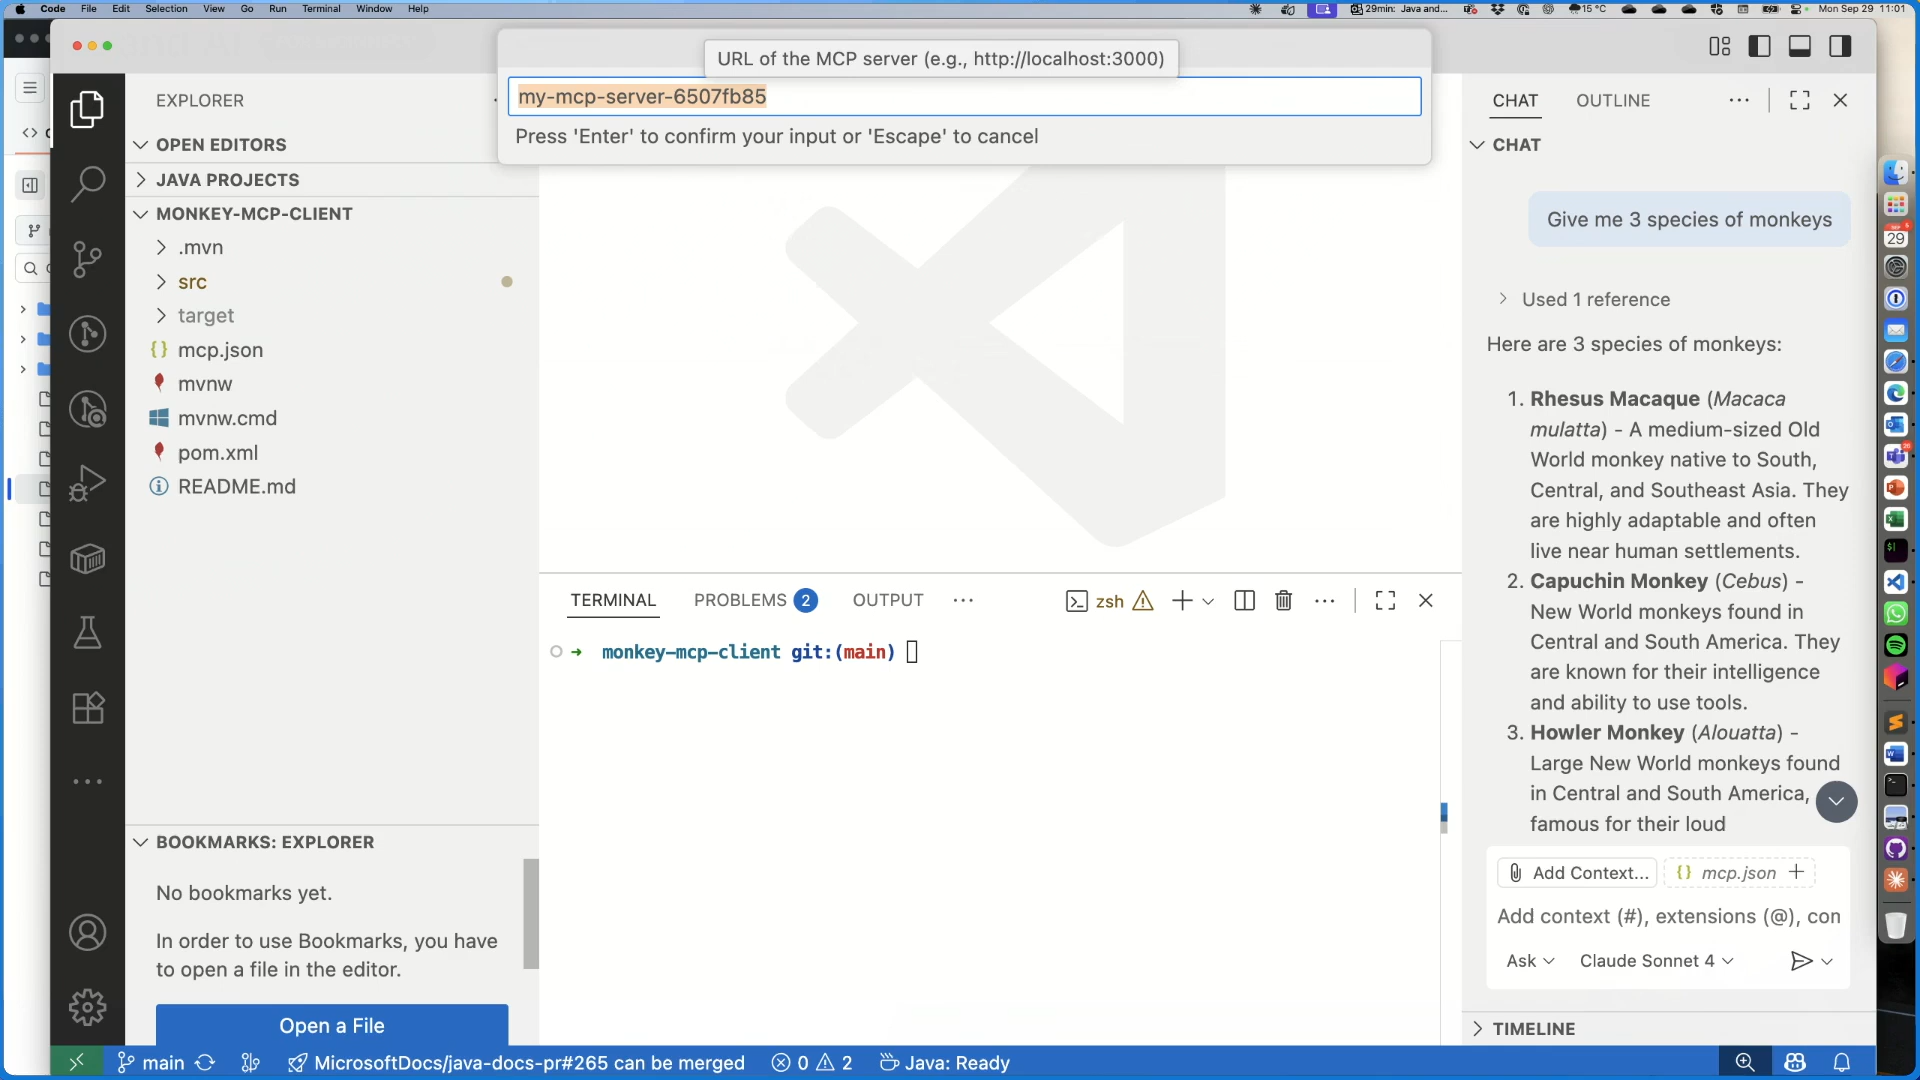 Code File Edit Selection View Go Run Terminal Window Help
29min: Java and...
15°C
Mon Sep 29 11:01
URL of the MCP server (e.g., http://localhost:3000)
my-mcp-server-6507fb85
Press 'Enter' to confirm your input or 'Escape' to cancel
EXPLORER
OPEN EDITORS
JAVA PROJECTS
MONKEY-MCP-CLIENT
.mvn
src
target
mcp.json
mvnw
mvnw.cmd
pom.xml
README.md
BOOKMARKS: EXPLORER
No bookmarks yet.
In order to use Bookmarks, you have
to open a file in the editor.
Open a File
TERMINAL PROBLEMS 2 OUTPUT
zsh
monkey-mcp-client git:(main)
CHAT OUTLINE
CHAT
Give me 3 species of monkeys
Used 1 reference
Here are 3 species of monkeys:
1. Rhesus Macaque (Macaca
mulatta) - A medium-sized Old
World monkey native to South,
Central, and Southeast Asia. They
are highly adaptable and often
live near human settlements.
2. Capuchin Monkey (Cebus) -
New World monkeys found in
Central and South America. They
are known for their intelligence
and ability to use tools.
3. Howler Monkey (Alouatta) -
Large New World monkeys found
in Central and South America,
famous for their loud
Add Context... {} mcp.json +
Add context (#), extensions (@), con
Ask Claude Sonnet 4
TIMELINE
29
main
MicrosoftDocs/java-docs-pr#265 can be merged
0 2
Java: Ready